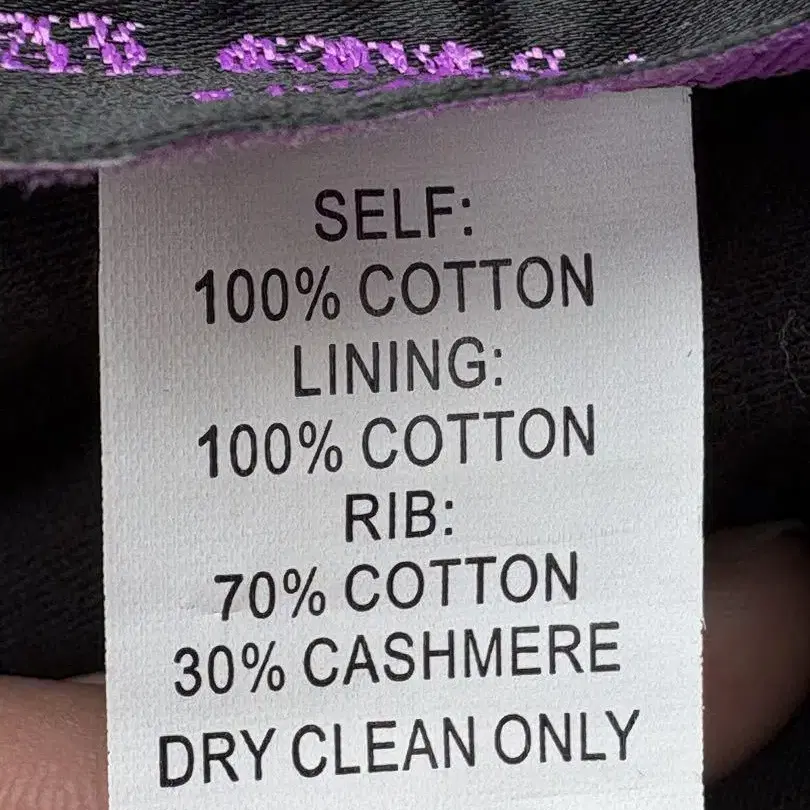 SELF:
100% COTTON
LINING:
100% COTTON
RIB:
70% COTTON
30% CASHMERE
DRY CLEAN ONLY